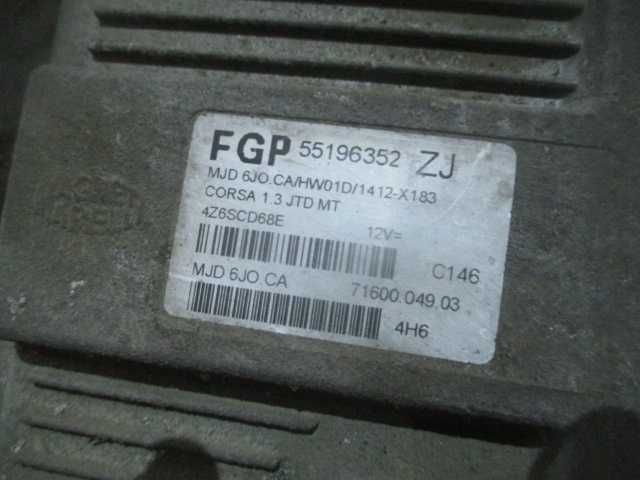 FGP 55196352 ZJ
MJD 6JO.CA/HW01D/1412-X183
CORSA 1.3 JTD MT
4Z6SCD68E 12V=
C146
MJD 6JO.CA 71600.049.03
4H6